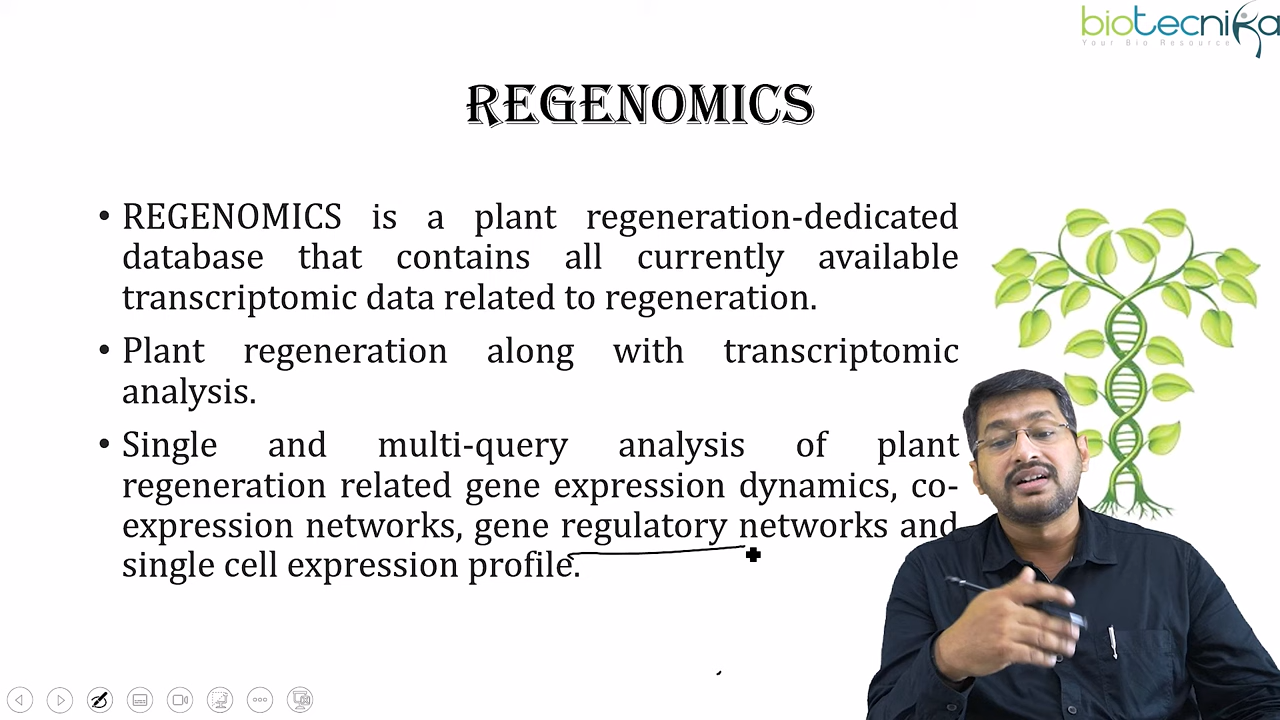 biotecnika
Your Bio Resource
REGENOMICS
• REGENOMICS is a plant regeneration-dedicated
database that contains all currently available
transcriptomic data related to regeneration.
• Plant regeneration along with transcriptomic
analysis.
• Single and multi-query analysis of plant
regeneration related gene expression dynamics, co-
expression networks, gene regulatory networks and
single cell expression profile.